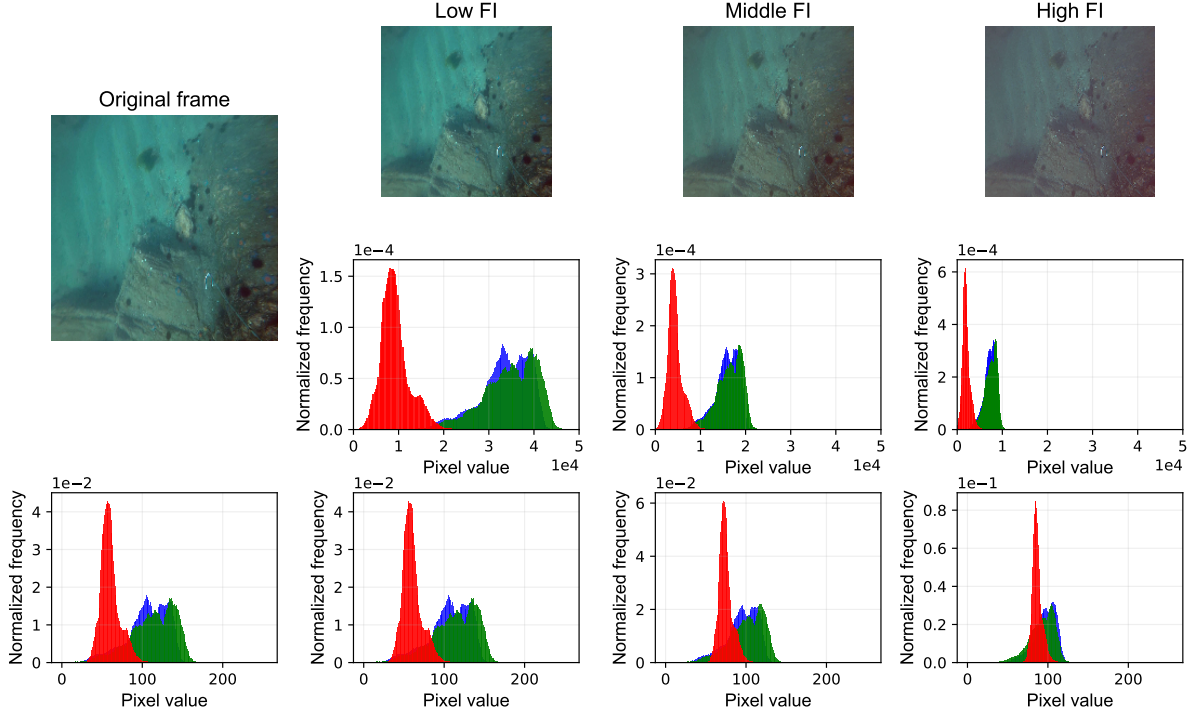 Low FI
Middle FI
High FI
Original frame
1e−4
1e−4
1e−4
Normalized frequency
1.5
1.0
0.5
0.0
0 1 2 3 4 5
Pixel value
1e4
Normalized frequency
3
2
1
0
0 1 2 3 4 5
Pixel value
1e4
Normalized frequency
6
4
2
0
0 1 2 3 4 5
Pixel value
1e4
1e−2
1e−2
1e−2
1e−1
Normalized frequency
4
3
2
1
0
0 100 200
Pixel value
Normalized frequency
4
3
2
1
0
0 100 200
Pixel value
Normalized frequency
6
4
2
0
0 100 200
Pixel value
Normalized frequency
0.8
0.6
0.4
0.2
0.0
0 100 200
Pixel value